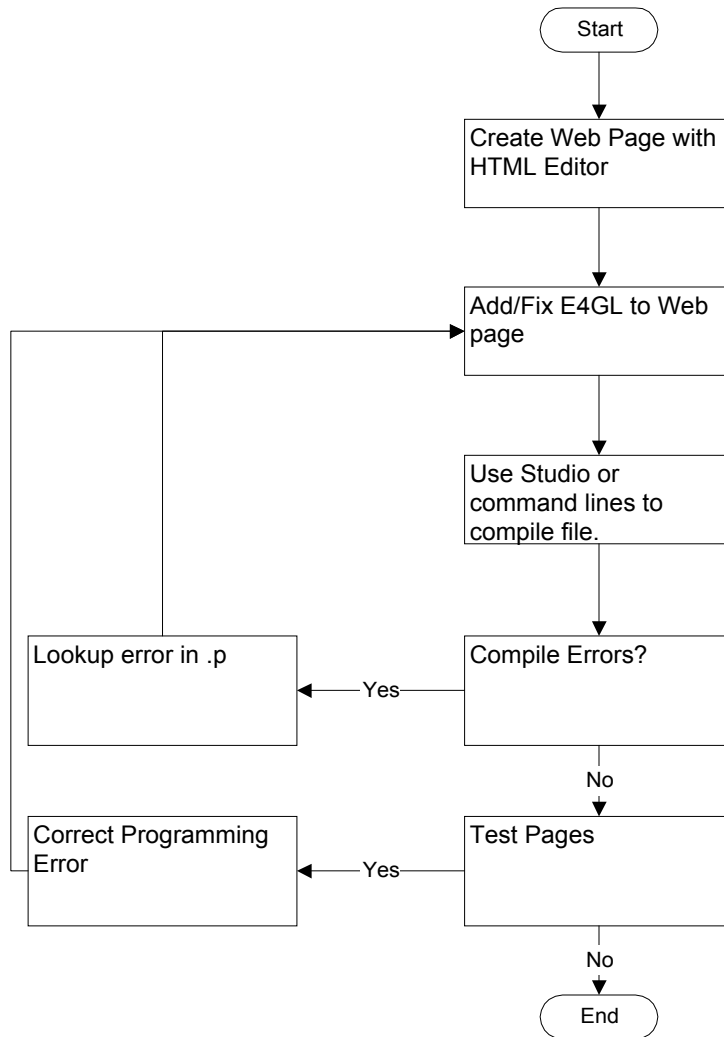 Start
Create Web Page with
HTML Editor
Add/Fix E4GL to Web
page
Use Studio or
command lines to
compile file.
Lookup error in .p
Yes
Compile Errors?
No
Correct Programming
Error
Yes
Test Pages
No
End